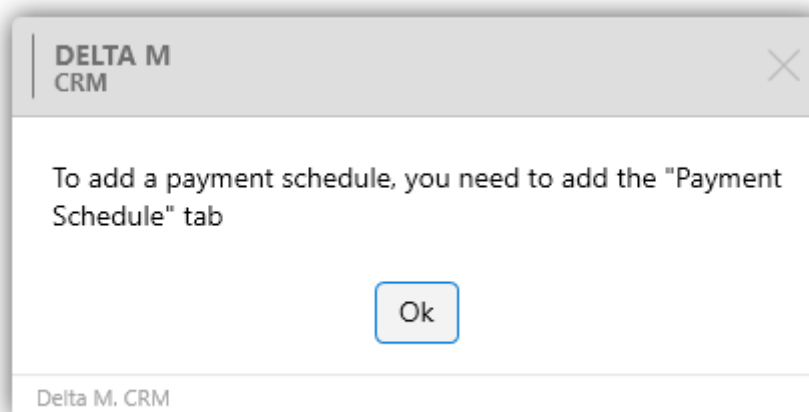 DELTA M
CRM
To add a payment schedule, you need to add the "Payment
Schedule" tab
Ok
Delta M. CRM